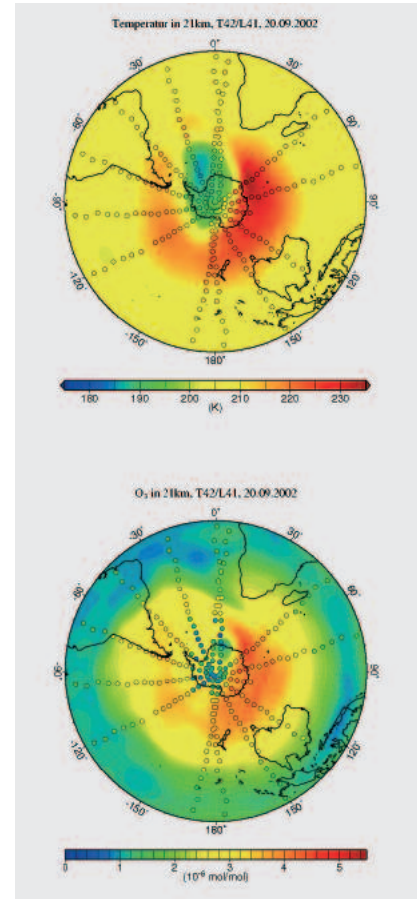 Temperatur in 21km, T42/L41, 20.09.2002
0˚
-30˚ 30˚
-60˚ 60˚
-90˚ 90˚
-120˚ 120˚
-150˚ 150˚
180˚
180 190 200 210 220 230
(K)
O₃ in 21km, T42/L41, 20.09.2002
0˚
-30˚ 30˚
-60˚ 60˚
-90˚ 90˚
-120˚ 120˚
-150˚ 150˚
180˚
0 1 2 3 4 5
(10⁻⁶ mol/mol)